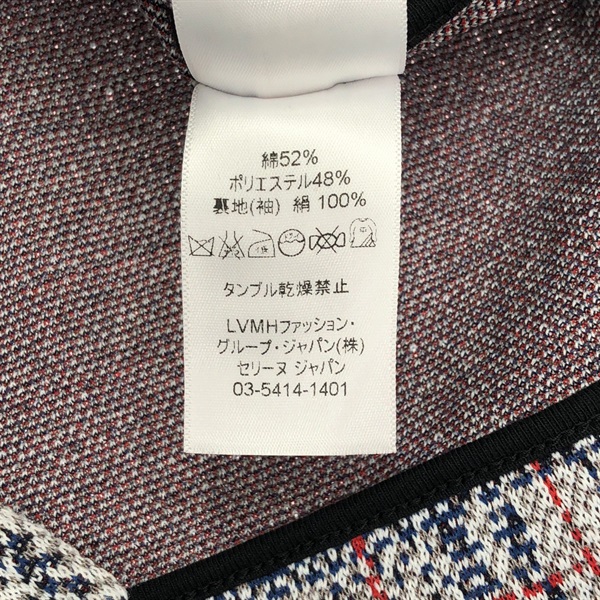 綿52%
ポリエステル48%
裏地(袖) 絹 100%
タンブル乾燥禁止
LVMHファッション・
グループ・ジャパン(株)
セリーヌ ジャパン
03-5414-1401